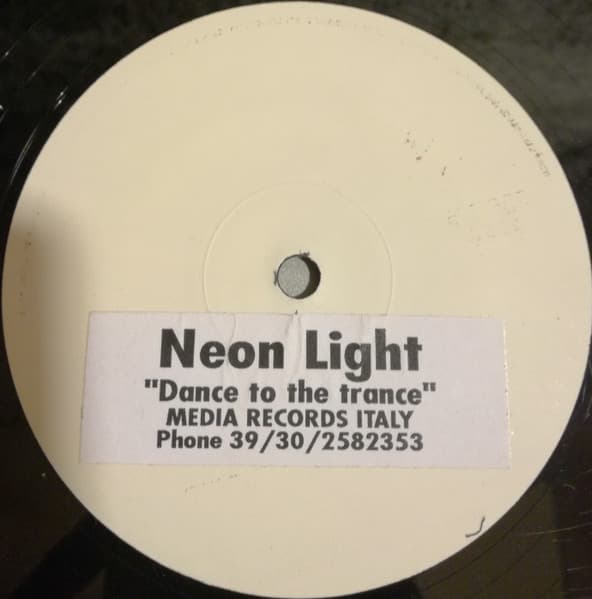 Neon Light
"Dance to the trance"
MEDIA RECORDS ITALY
Phone 39/30/2582353